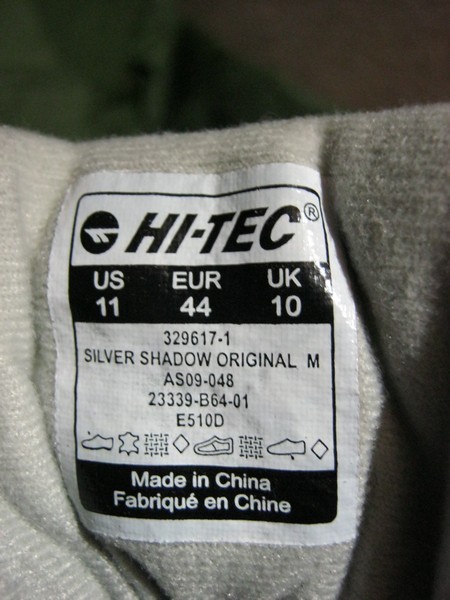 HI-TEC®
US EUR UK
11 44 10
329617-1
SILVER SHADOW ORIGINAL M
AS09-048
23339-B64-01
E510D
Made in China
Fabriqué en Chine